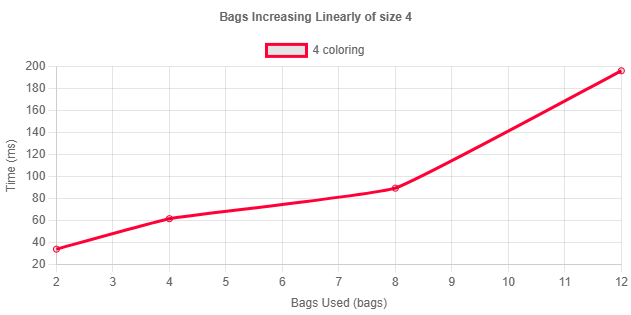 Bags Increasing Linearly of size 4
4 coloring
200
180
160
140
120
100
80
60
40
20
Time (ms)
2 3 4 5 6 7 8 9 10 11 12
Bags Used (bags)